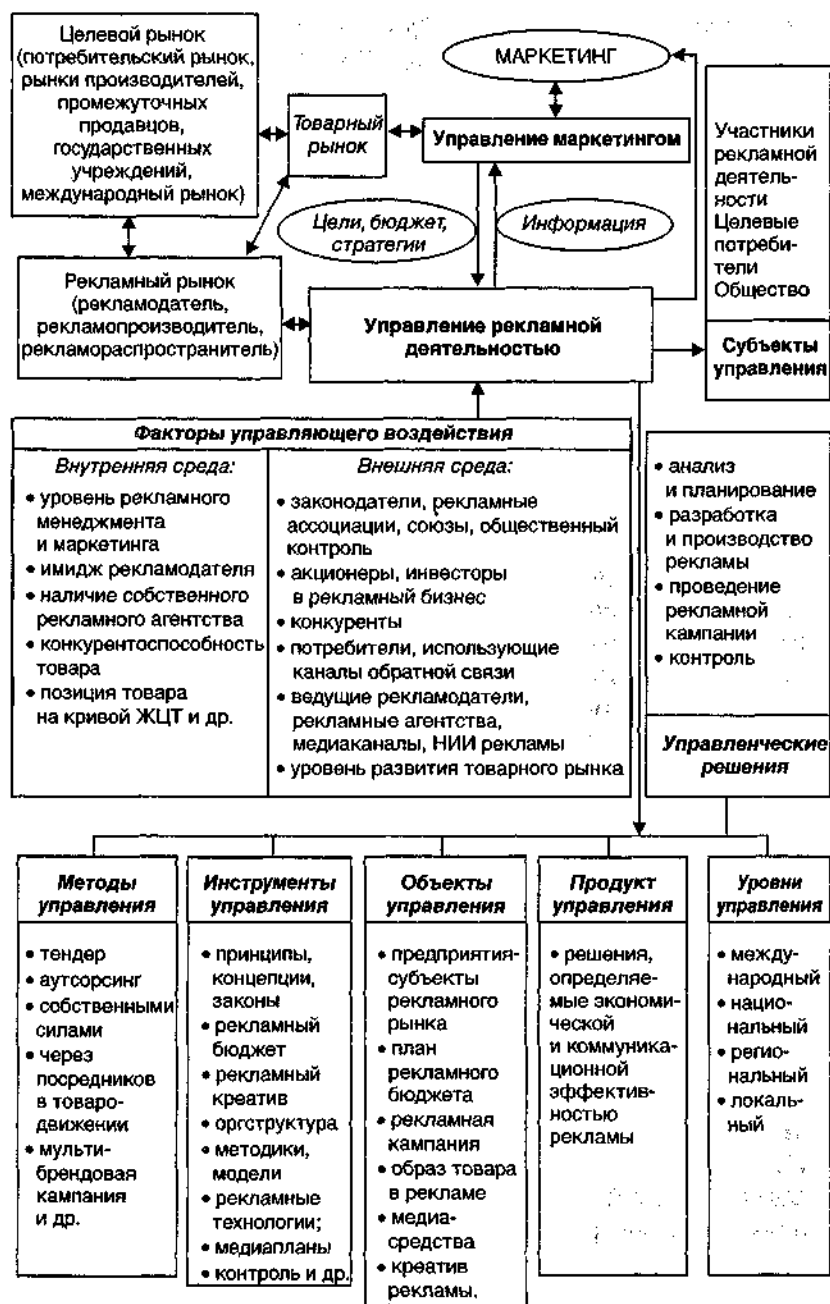 Целевой рынок
(потребительский рынок,
рынки производителей,
промежуточных
продавцов,
государственных
учреждений,
международный рынок)
Товарный
рынок
МАРКЕТИНГ
Управление маркетингом
Цели, бюджет,
стратегии
Информация
Участники
рекламной
деятель-
ности
Целевые
потреби-
тели
Общество
Субъекты
управления
Рекламный рынок
(рекламодатель,
рекламопроизводитель,
рекламораспространитель)
Управление рекламной
деятельностью
Факторы управляющего воздействия
Внутренняя среда:
• уровень рекламного
менеджмента
и маркетинга
• имидж рекламодателя
• наличие собственного
рекламного агентства
• конкурентоспособность
товара
• позиция товара
на кривой ЖЦТ и др.
Внешняя среда:
• законодатели, рекламные
ассоциации, союзы, общественный
контроль
• акционеры, инвесторы
в рекламный бизнес
• конкуренты
• потребители, использующие
каналы обратной связи
• ведущие рекламодатели,
рекламные агентства,
медиаканалы, НИИ рекламы
• уровень развития товарного рынка
• анализ
и планирование
• разработка
и производство
рекламы
• проведение
рекламной
кампании
• контроль
Управленческие
решения
Методы
управления
• тендер
• аутсорсинг
• собственными
силами
• через
посредников
в товаро-
движении
• мульти-
брендовая
кампания
и др.
Инструменты
управления
• принципы,
концепции,
законы
• рекламный
бюджет
• рекламный
креатив
• оргструктура
• методики,
модели
• рекламные
технологии;
• медиапланы
• контроль и др.
Объекты
управления
• предприятия-
субъекты
рекламного
рынка
• план
рекламного
бюджета
• рекламная
кампания
• образ товара
в рекламе
• медиа-
средства
• креатив
рекламы,
Продукт
управления
• решения,
определяе-
мые экономи-
ческой
и коммуника-
ционной
эффектив-
ностью
рекламы
Уровни
управления
• между-
народный
• нацио-
нальный
• регио-
нальный
• локаль-
ный